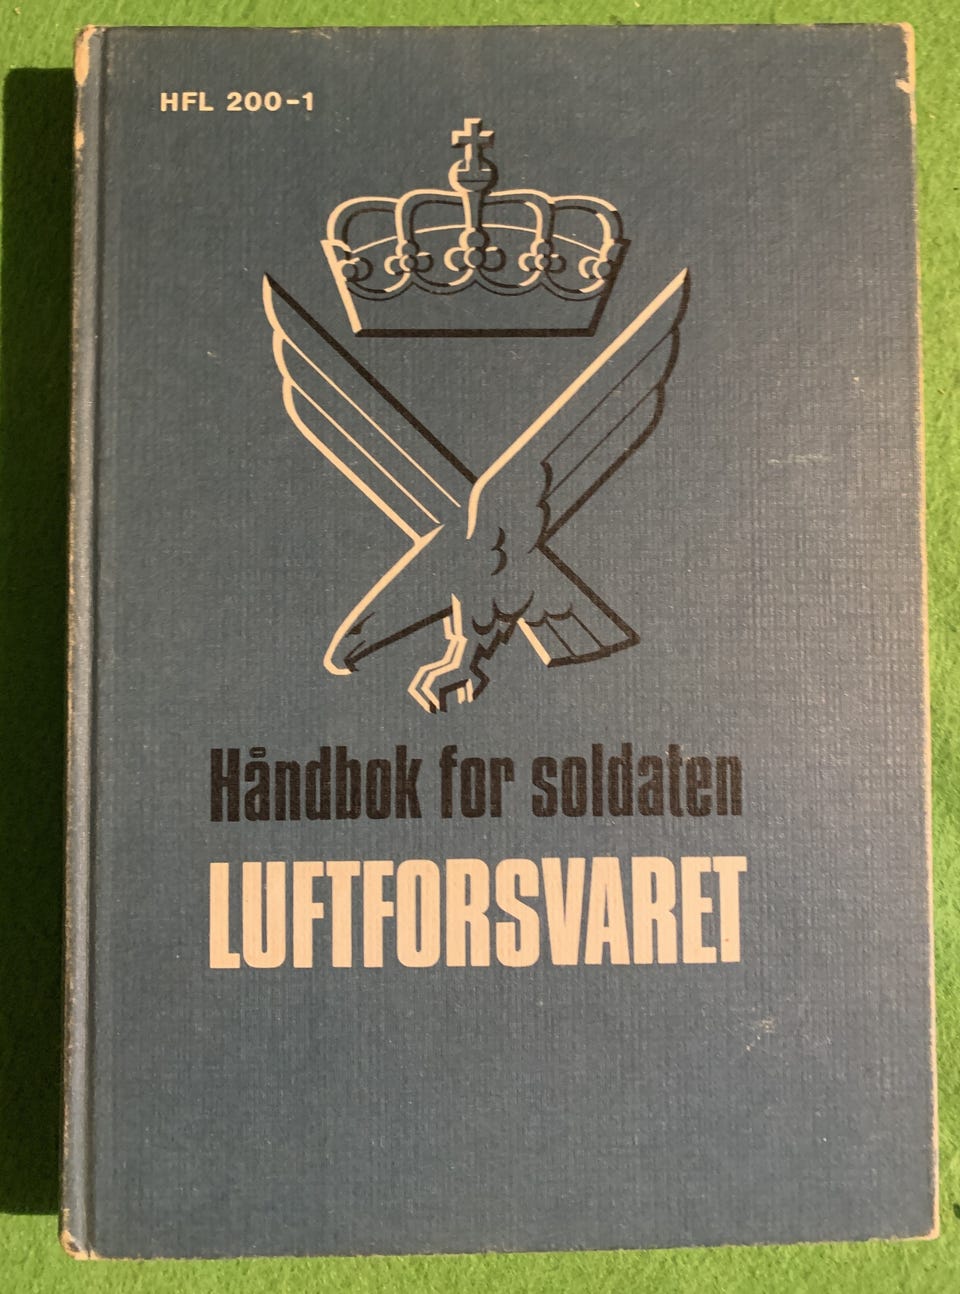 HFL 200-1
Håndbok for soldaten
LUFTFORSVARET